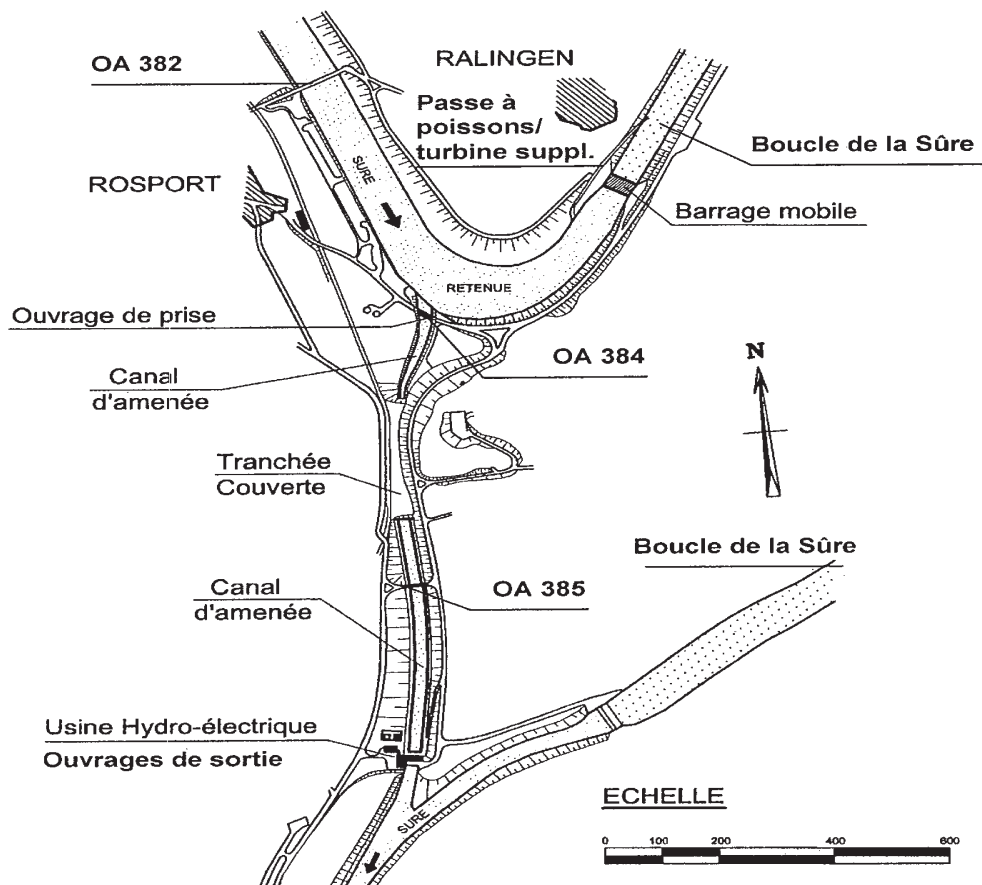 OA 382
RALINGEN
Passe à
poissons/
turbine suppl.
Boucle de la Sûre
ROSPORT
SURE
Barrage mobile
RETENUE
Ouvrage de prise
OA 384
N
Canal
d'amenée
Tranchée
Couverte
Boucle de la Sûre
Canal
d'amenée
OA 385
Usine Hydro-électrique
Ouvrages de sortie
SURE
ECHELLE
0 100 200 400 600